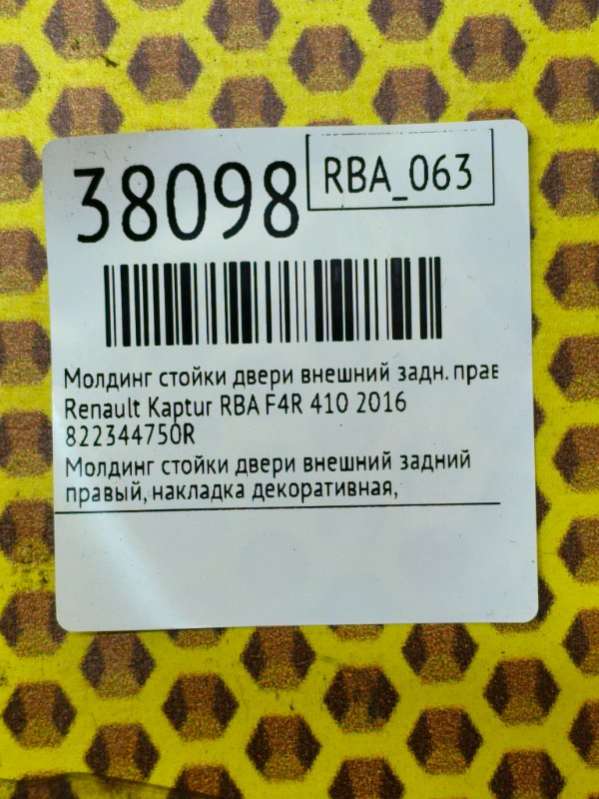 38098
RBA_063
Молдинг стойки двери внешний задн. прав
Renault Kaptur RBA F4R 410 2016
822344750R
Молдинг стойки двери внешний задний
правый, накладка декоративная,